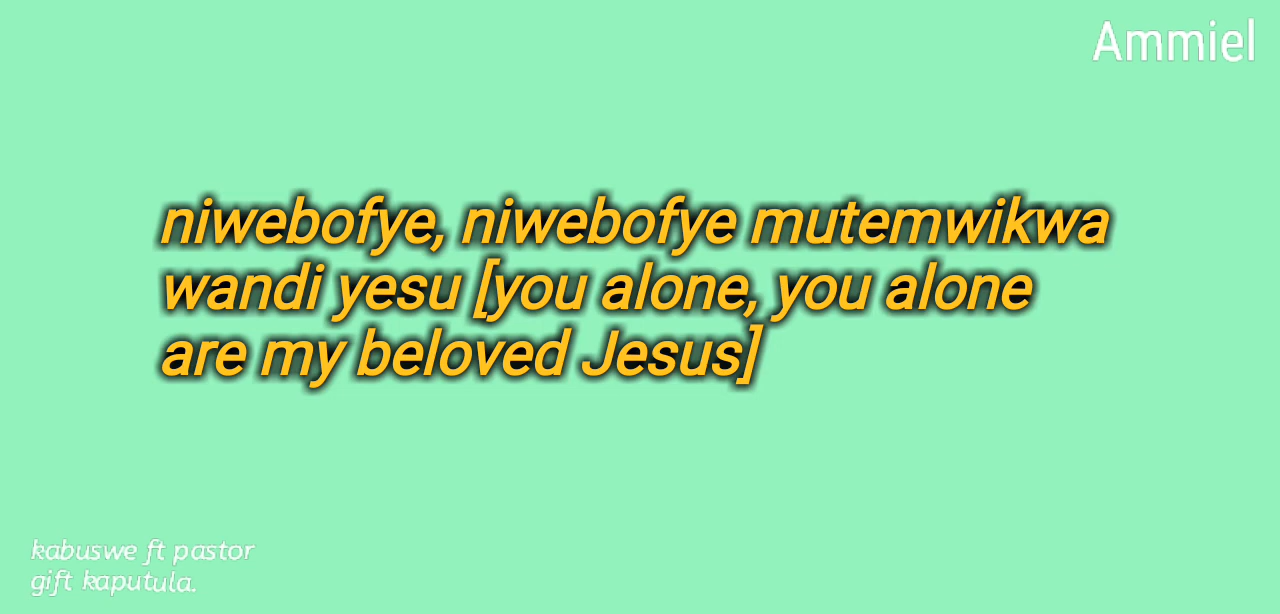 Ammiel
niwebofye, niwebofye mutemwikwa
wandi yesu [you alone, you alone
are my beloved Jesus]
kabuswe ft pastor
gift kaputula.